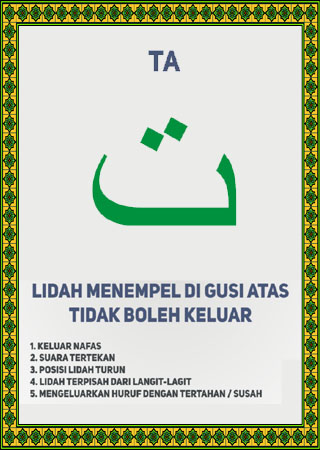 TA
ت
LIDAH MENEMPEL DI GUSI ATAS
TIDAK BOLEH KELUAR
1. KELUAR NAFAS
2. SUARA TERTEKAN
3. POSISI LIDAH TURUN
4. LIDAH TERPISAH DARI LANGIT-LAGIT
5. MENGELUARKAN HURUF DENGAN TERTAHAN / SUSAH